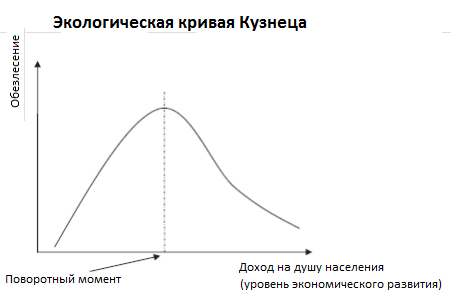 Экологическая кривая Кузнеца
Обезлесение
Поворотный момент
Доход на душу населения
(уровень экономического развития)